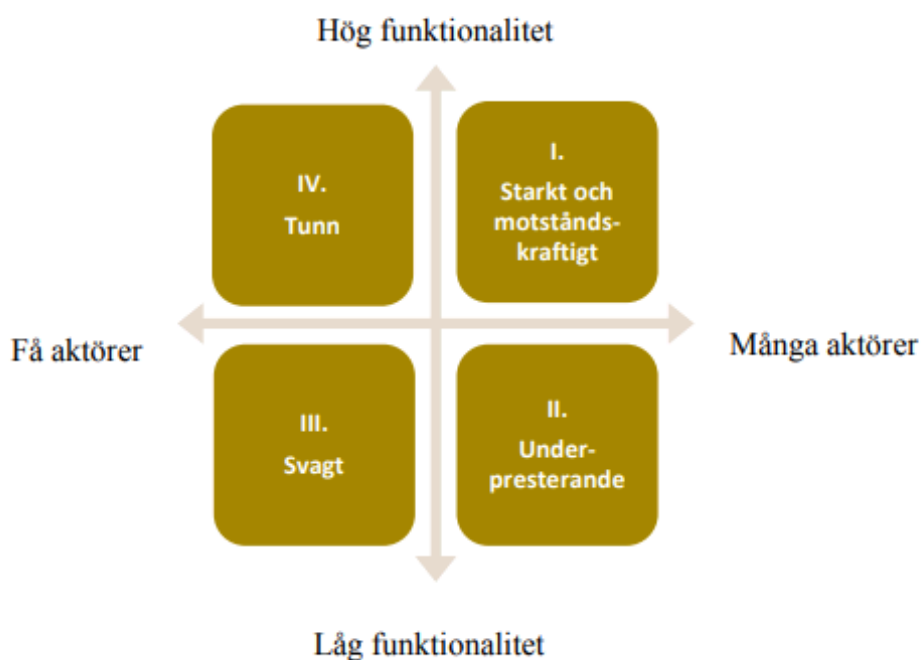 Hög funktionalitet
IV.
Tunn
I.
Starkt och
motstånds-
kraftigt
Få aktörer
Många aktörer
III.
Svagt
II.
Under-
presterande
Låg funktionalitet